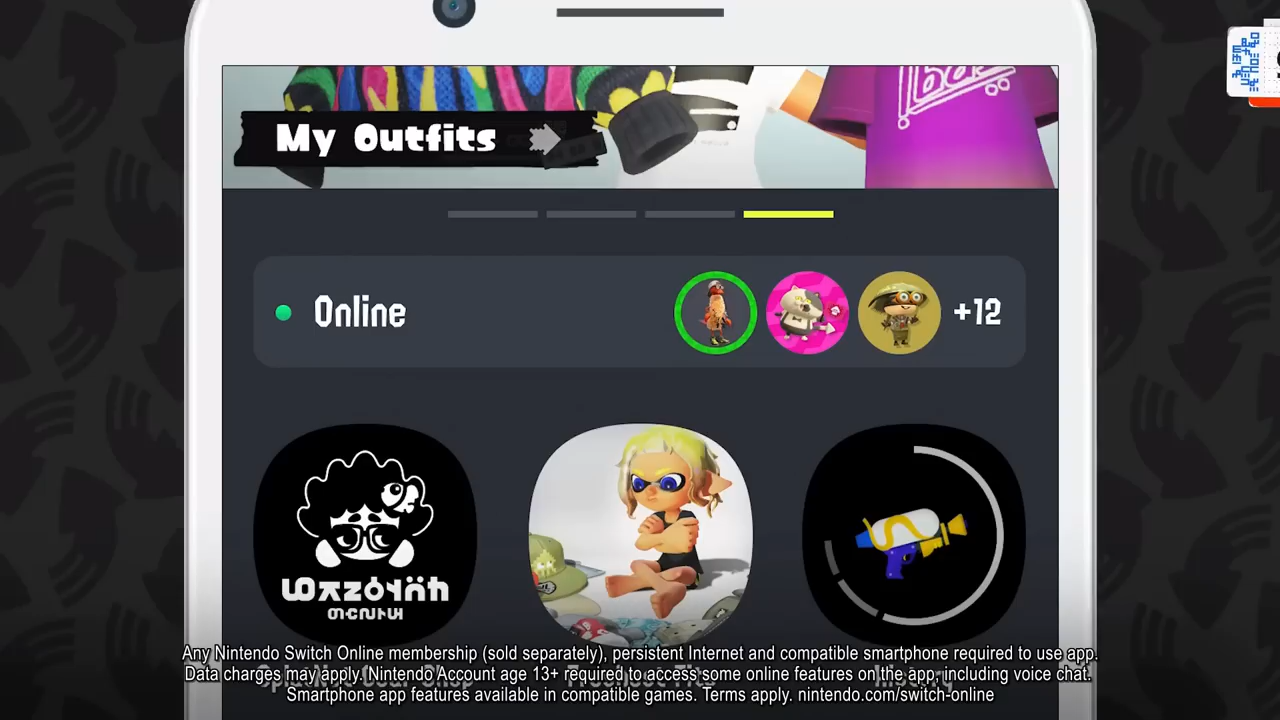 My Outfits
Online
+12
Any Nintendo Switch Online membership (sold separately), persistent Internet and compatible smartphone required to use app.
Data charges may apply. Nintendo Account age 13+ required to access some online features on the app, including voice chat.
Smartphone app features available in compatible games. Terms apply. nintendo.com/switch-online